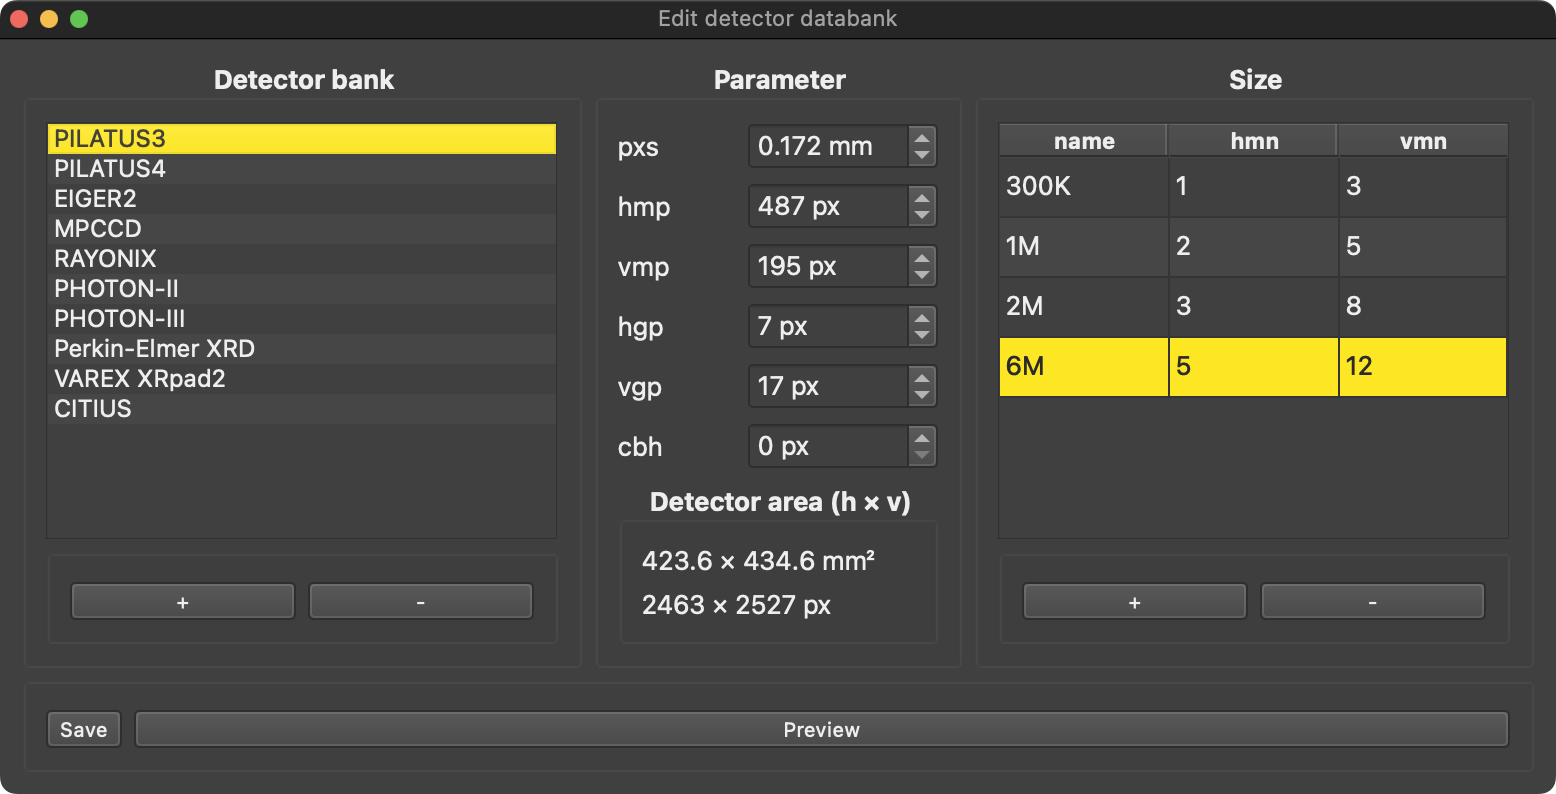 Edit detector databank
Detector bank
PILATUS3
PILATUS4
EIGER2
MPCCD
RAYONIX
PHOTON-II
PHOTON-III
Perkin-Elmer XRD
VAREX XRpad2
CITIUS
+ -
Parameter
pxs 0.172 mm
hmp 487 px
vmp 195 px
hgp 7 px
vgp 17 px
cbh 0 px
Detector area (h × v)
423.6 × 434.6 mm²
2463 × 2527 px
Size
name hmn vmn
300K 1 3
1M 2 5
2M 3 8
6M 5 12
+ -
Save Preview